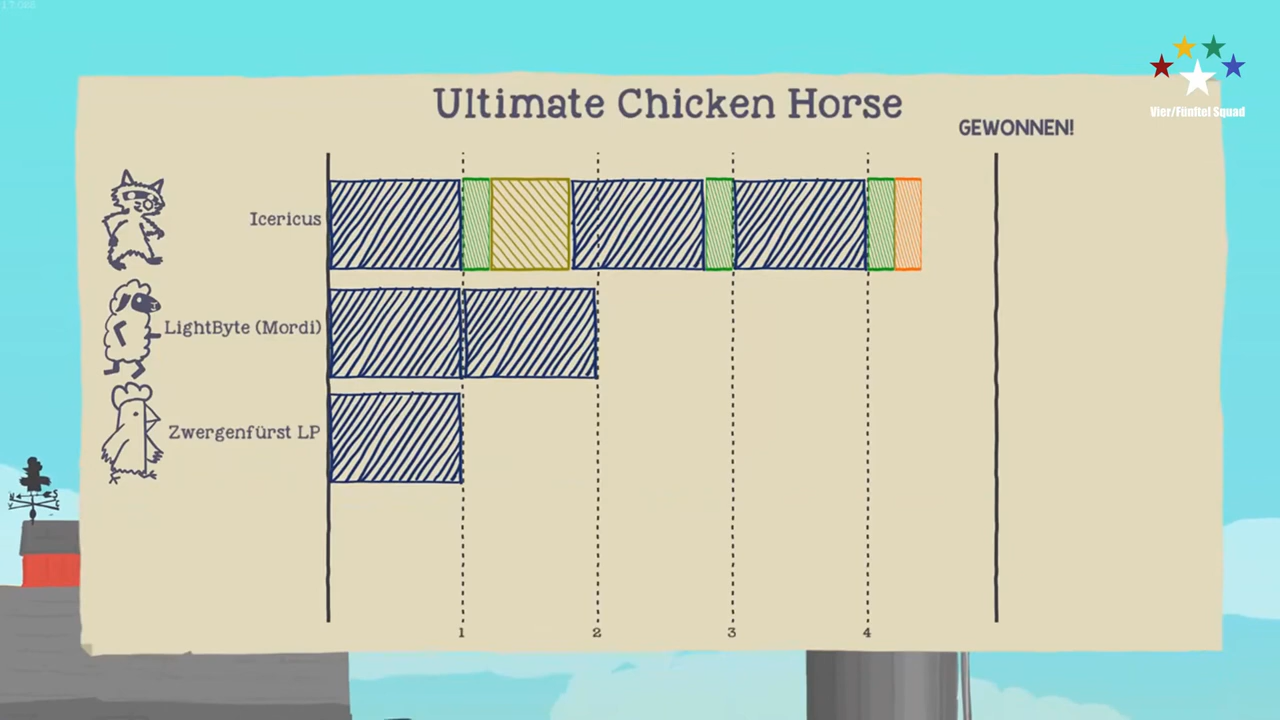 Ultimate Chicken Horse
Vier/Fünftel Squad
GEWONNEN!
Icericus
LightByte (Mordi)
Zwergenfürst LP
1 2 3 4